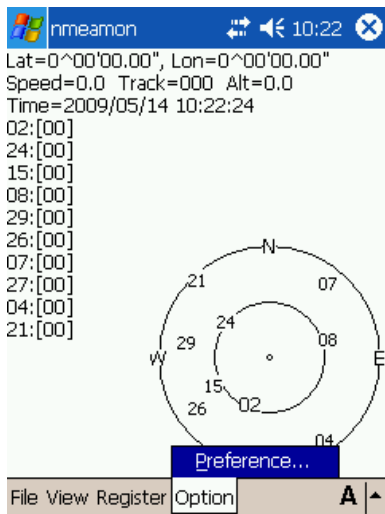 nmeamon 10:22
Lat=0^00'00.00", Lon=0^00'00.00"
Speed=0.0 Track=000 Alt=0.0
Time=2009/05/14 10:22:24
02:[00]
24:[00]
15:[00]
08:[00]
29:[00]
26:[00]
07:[00]
27:[00]
04:[00]
21:[00]
N
21 07
24
29 08
W E
15
26 02
04
Preference...
File View Register Option A